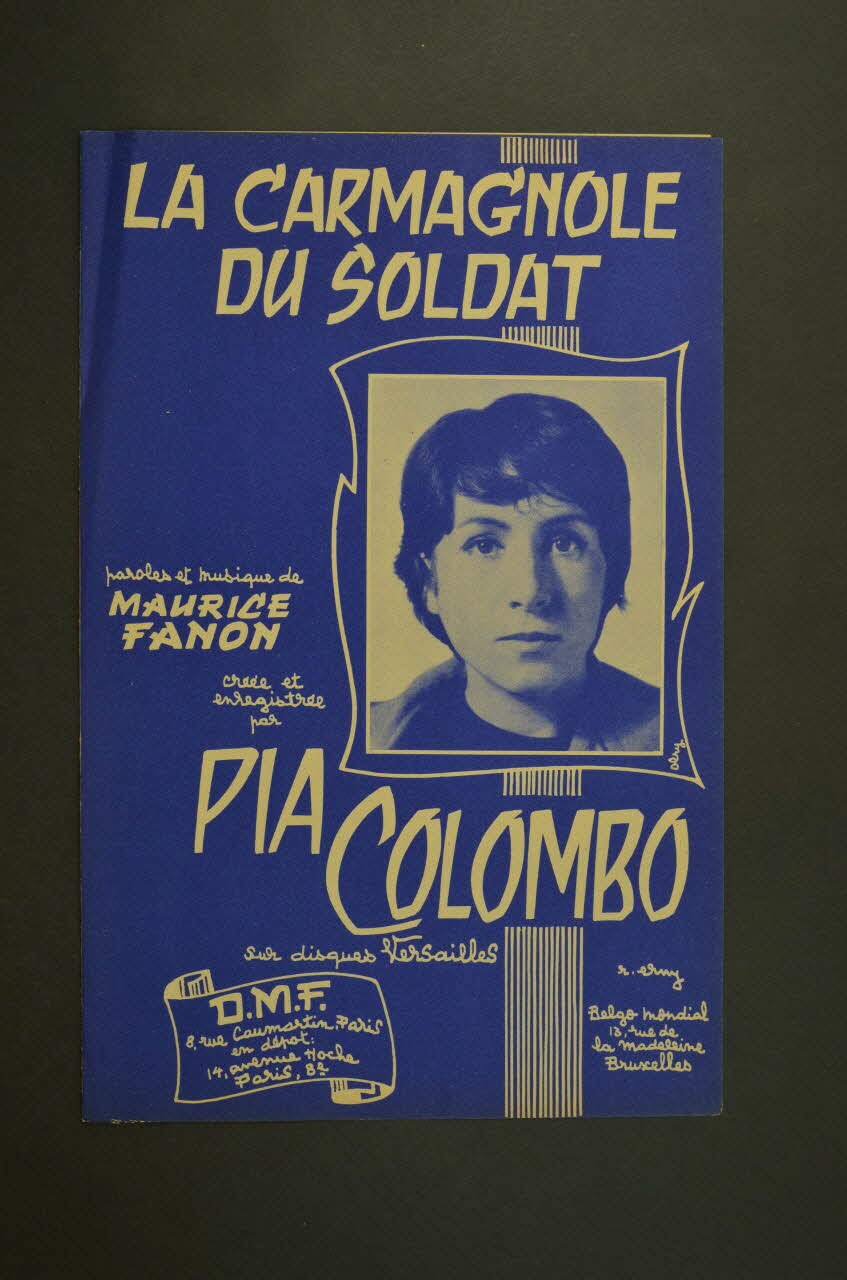 LA CARMAGNOLE
DU SOLDAT
paroles et musique de
MAURICE
FANON
créée et
enregistrée
par
PIA
COLOMBO
sur disques Versailles
D.M.F.
8, rue Caumartin, Paris
en dépot:
14, avenue Hoche
Paris, 8e
r. erny
Belgo Mondial
13, rue de
la madeleine
Bruxelles